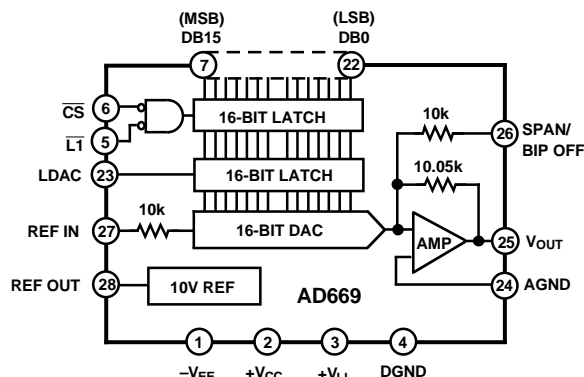 (MSB)
DB15
(LSB)
DB0
7
22
6
CS
5
L1
16-BIT LATCH
10k
26
SPAN/
BIP OFF
10.05k
LDAC
23
16-BIT LATCH
10k
REF IN
27
16-BIT DAC
AMP
25
VOUT
REF OUT
28
10V REF
AD669
24
AGND
1
2
3
4
–VEE
+VCC
+VLL
DGND